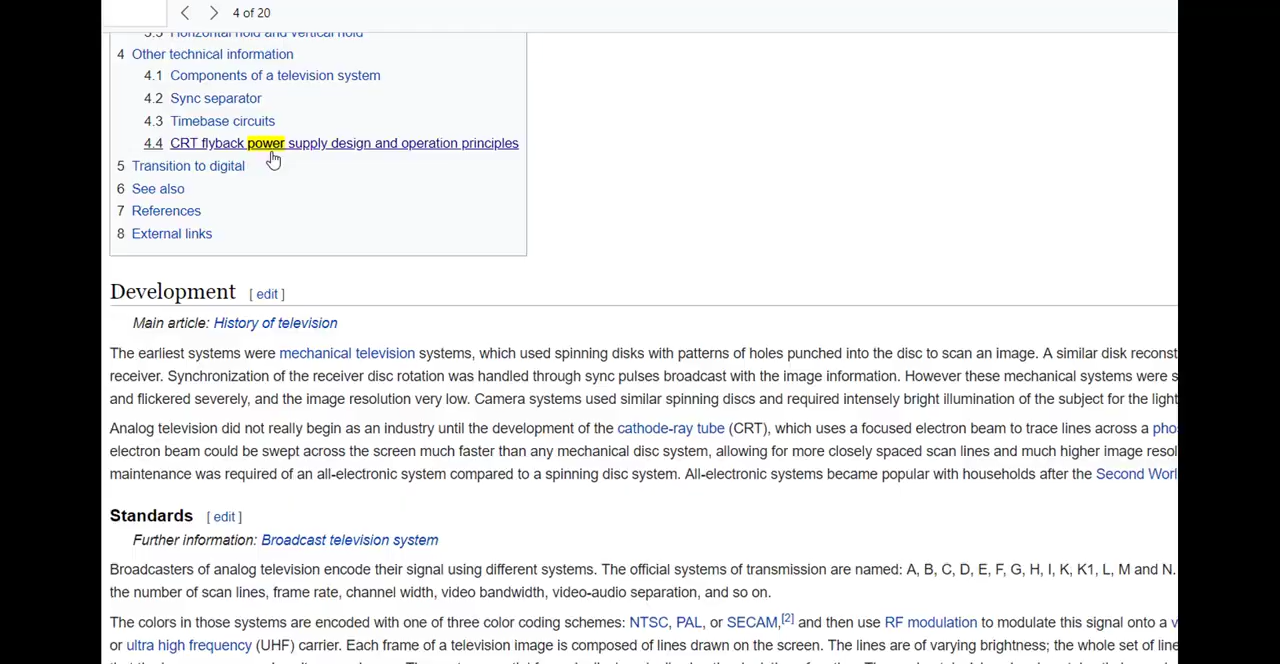 4 of 20
3.3 Horizontal hold and vertical hold
4 Other technical information
4.1 Components of a television system
4.2 Sync separator
4.3 Timebase circuits
4.4 CRT flyback power supply design and operation principles
5 Transition to digital
6 See also
7 References
8 External links
Development [ edit ]
Main article: History of television
The earliest systems were mechanical television systems, which used spinning disks with patterns of holes punched into the disc to scan an image. A similar disk reconst
receiver. Synchronization of the receiver disc rotation was handled through sync pulses broadcast with the image information. However these mechanical systems were s
and flickered severely, and the image resolution very low. Camera systems used similar spinning discs and required intensely bright illumination of the subject for the light
Analog television did not really begin as an industry until the development of the cathode-ray tube (CRT), which uses a focused electron beam to trace lines across a pho
electron beam could be swept across the screen much faster than any mechanical disc system, allowing for more closely spaced scan lines and much higher image resol
maintenance was required of an all-electronic system compared to a spinning disc system. All-electronic systems became popular with households after the Second Worl
Standards [ edit ]
Further information: Broadcast television system
Broadcasters of analog television encode their signal using different systems. The official systems of transmission are named: A, B, C, D, E, F, G, H, I, K, K1, L, M and N.
the number of scan lines, frame rate, channel width, video bandwidth, video-audio separation, and so on.
The colors in those systems are encoded with one of three color coding schemes: NTSC, PAL, or SECAM,[2] and then use RF modulation to modulate this signal onto a v
or ultra high frequency (UHF) carrier. Each frame of a television image is composed of lines drawn on the screen. The lines are of varying brightness; the whole set of line